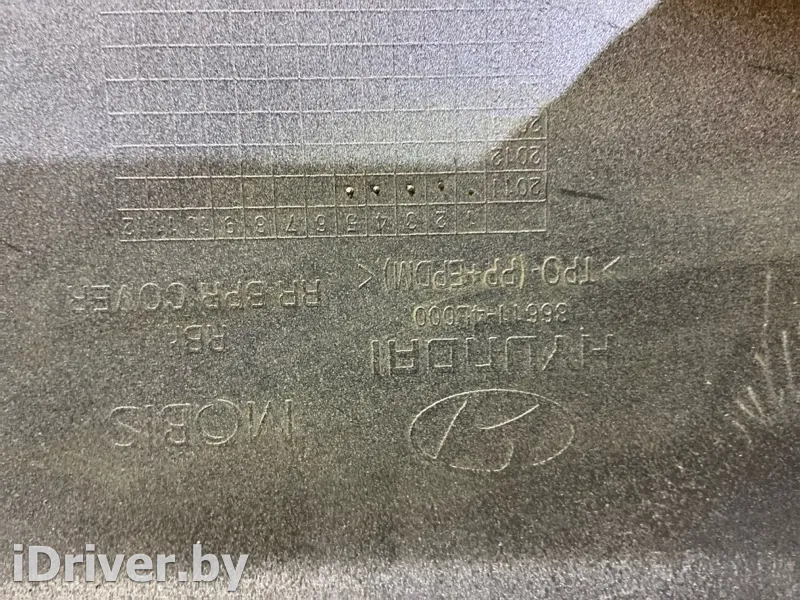 MOBIS
HYUNDAI
RB
86611-4L000
RR BPR COVER
>TPO-(PP+EPDM)<
1 2 3 4 5 6 7 8 9 10 11 12
2011
2012
iDriver.by